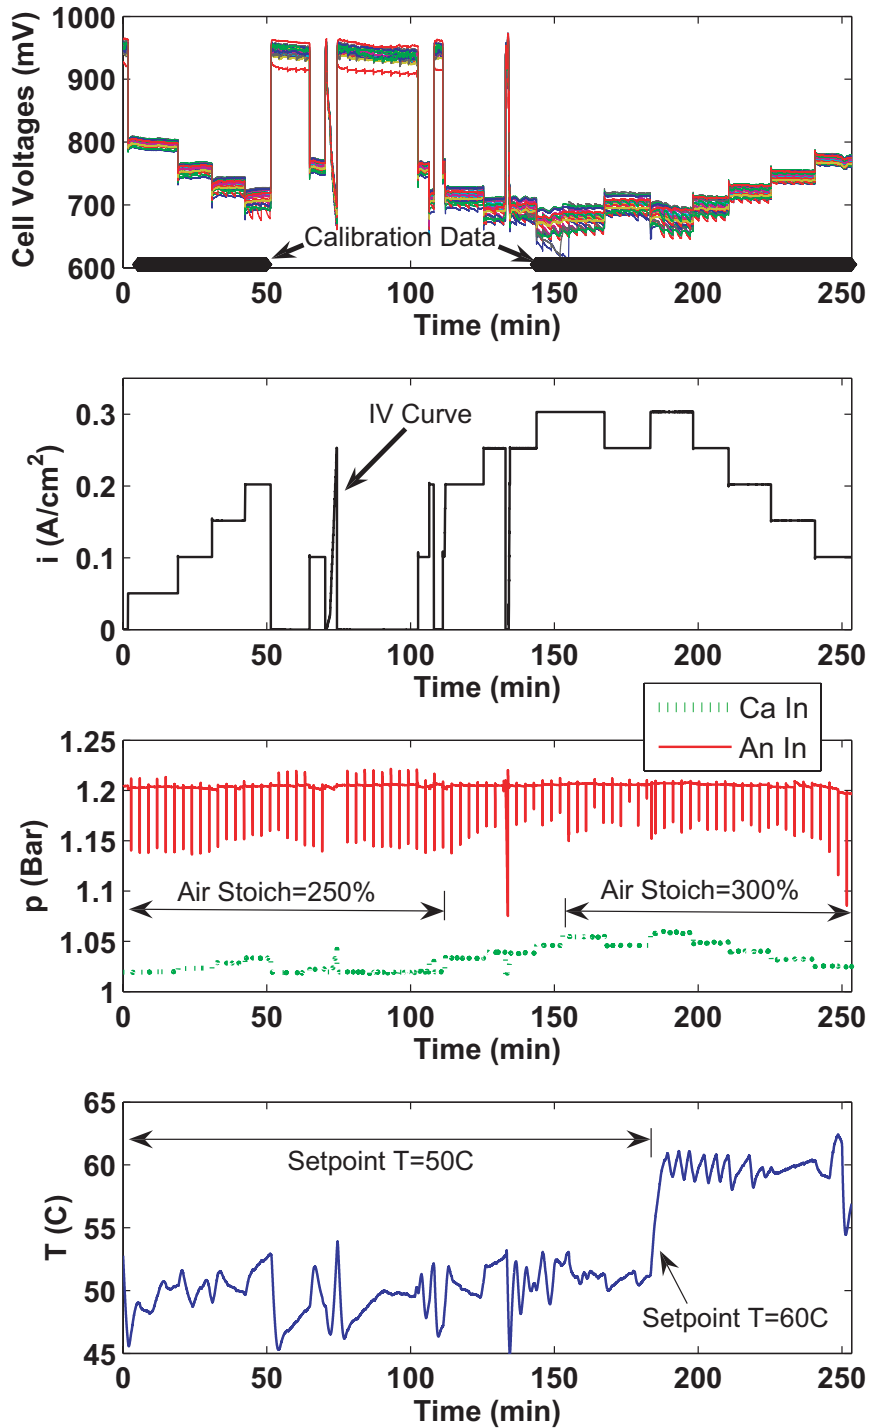 1000
900
800
700
600
Cell Voltages (mV)
Calibration Data
0 50 100 150 200 250
Time (min)
0.3
0.2
0.1
0
i (A/cm²)
IV Curve
0 50 100 150 200 250
Time (min)
Ca In
An In
1.25
1.2
1.15
1.1
1.05
1
p (Bar)
Air Stoich=250%
Air Stoich=300%
0 50 100 150 200 250
Time (min)
65
60
55
50
45
T (C)
Setpoint T=50C
Setpoint T=60C
0 50 100 150 200 250
Time (min)